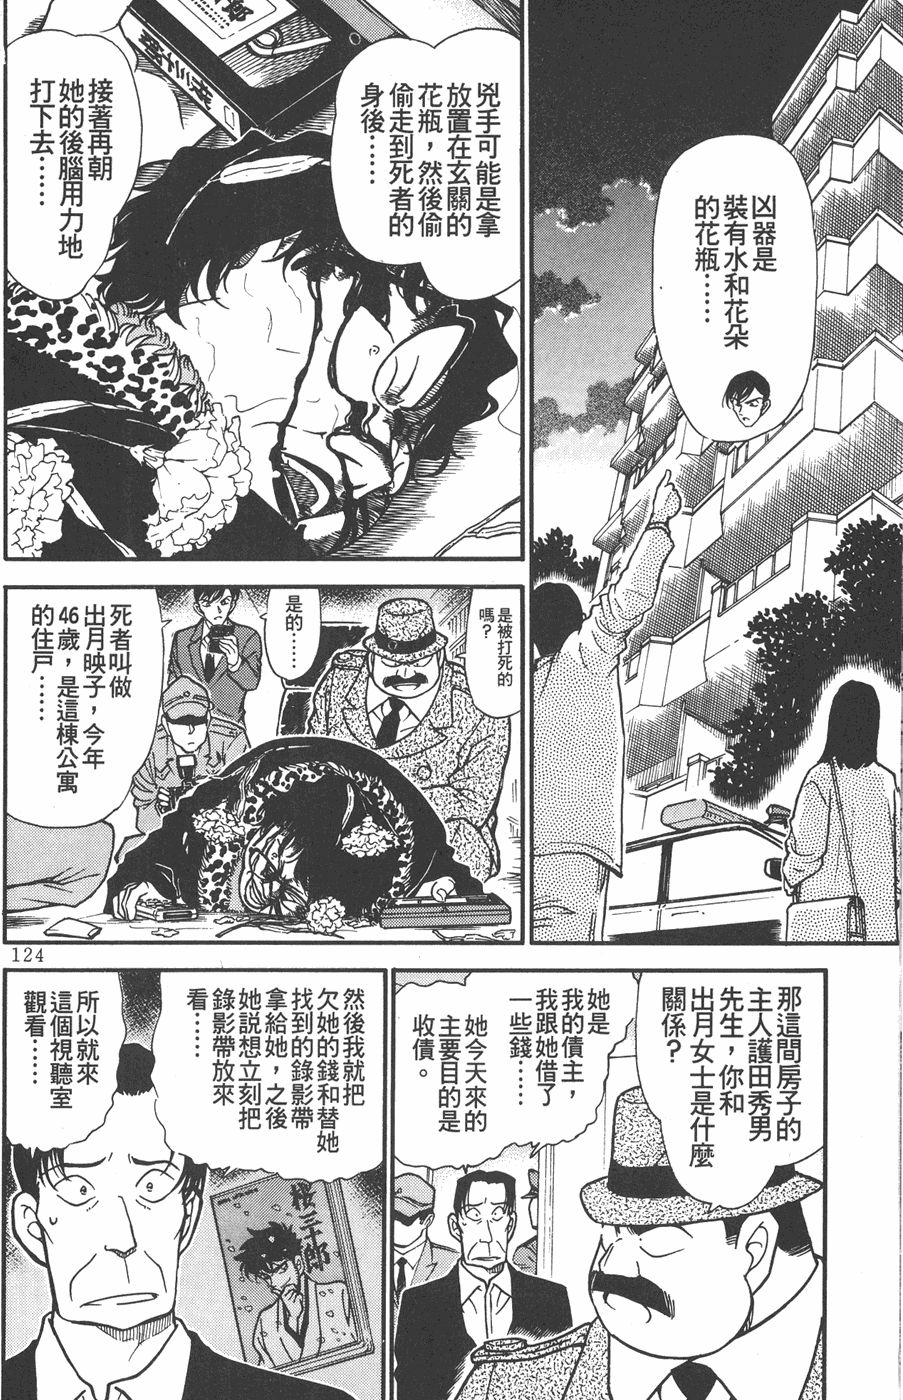 凶器是
裝有水和花朵
的花瓶……
兇手可能是拿
放置在玄關的
花瓶，然後偷
偷走到死者的
身後……
接著再朝
她的後腦用力地
打下去……
是被打死的
嗎？
是的……
死者叫做
出月映子，今年
46歲，是這棟公寓
的住戶……
124
那這間房子的
主人護田秀男
先生，你和
出月女士是什麼
關係？
她是
我的債主，
我跟她借了
一些錢……
她今天來的
主要目的是
收債。
然後我就把
欠她的錢和替她
找到的錄影帶
拿給她，之後
她說想立刻把
錄影帶放來
看……
所以就來
這個視聽室
觀看……
桜三十郎